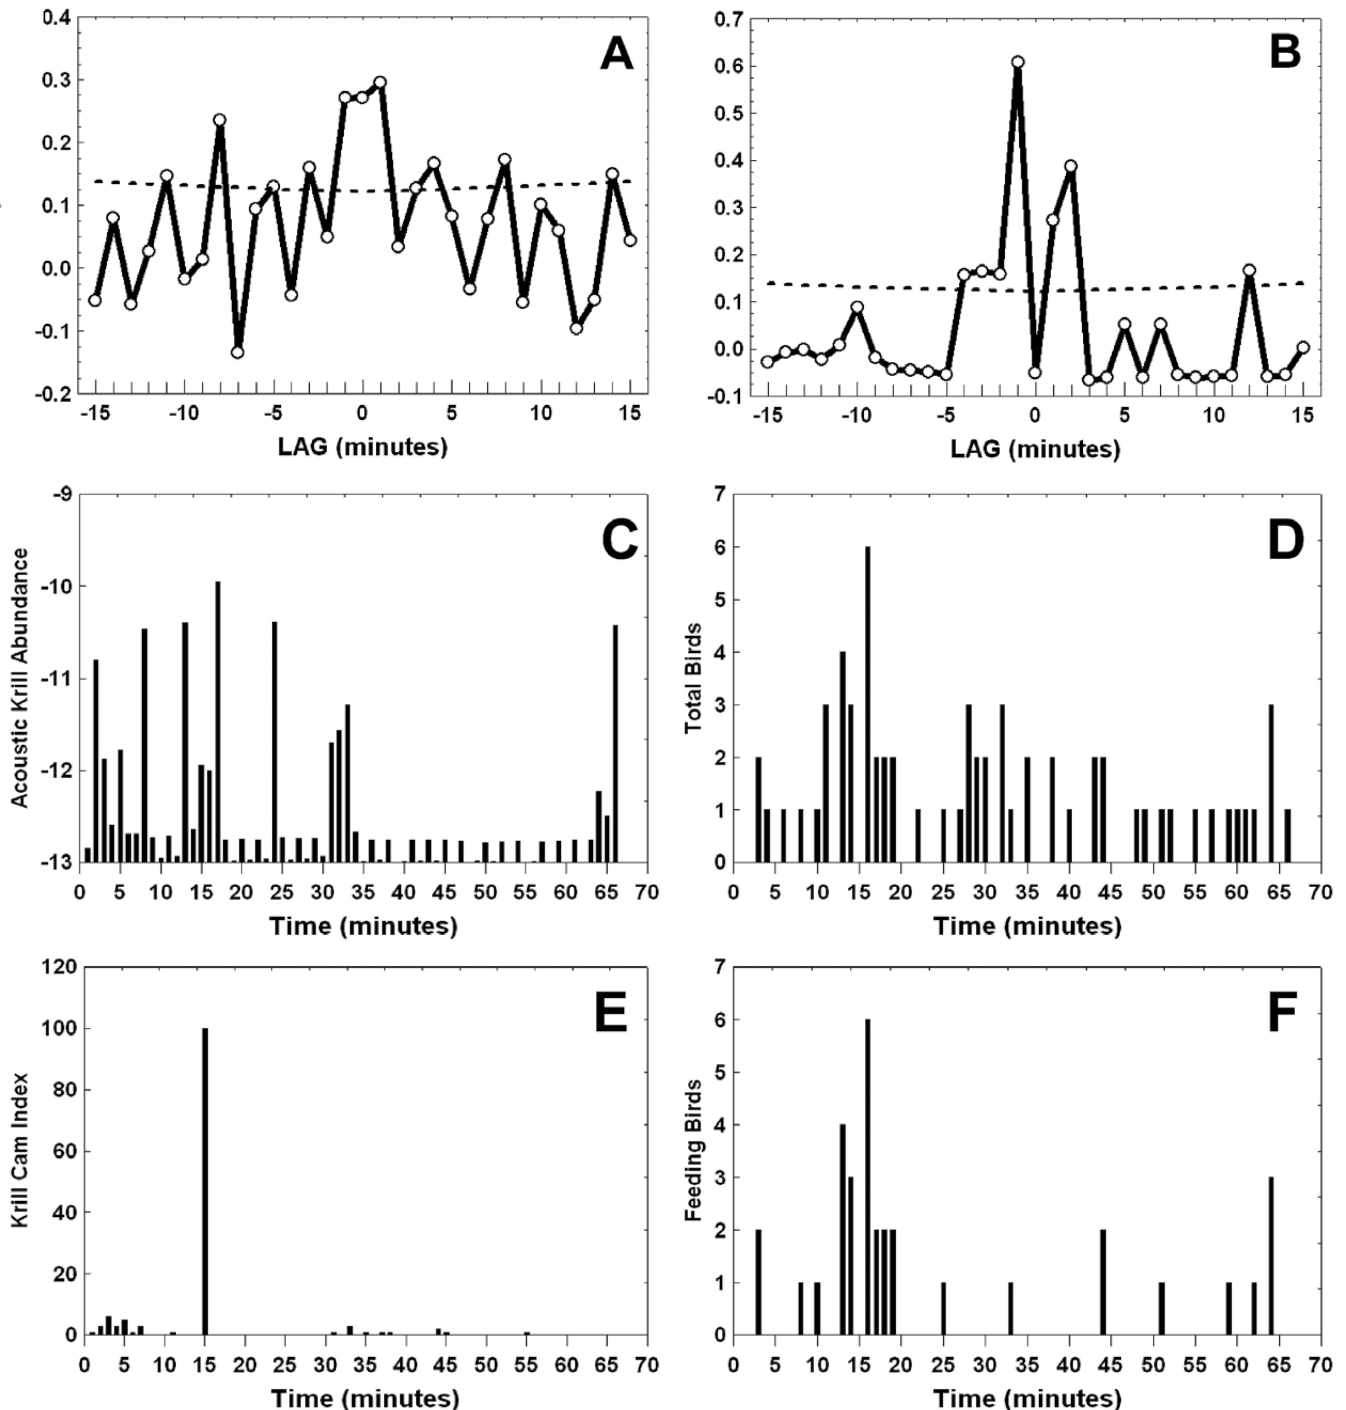 A
0.4
0.3
0.2
0.1
0.0
-0.1
-0.2
-15 -10 -5 0 5 10 15
LAG (minutes)
B
0.7
0.6
0.5
0.4
0.3
0.2
0.1
0.0
-0.1
-15 -10 -5 0 5 10 15
LAG (minutes)
C
Acoustic Krill Abundance
-9
-10
-11
-12
-13
0 5 10 15 20 25 30 35 40 45 50 55 60 65 70
Time (minutes)
D
Total Birds
7
6
5
4
3
2
1
0
0 5 10 15 20 25 30 35 40 45 50 55 60 65 70
Time (minutes)
E
Krill Cam Index
120
100
80
60
40
20
0
0 5 10 15 20 25 30 35 40 45 50 55 60 65 70
Time (minutes)
F
Feeding Birds
7
6
5
4
3
2
1
0
0 5 10 15 20 25 30 35 40 45 50 55 60 65 70
Time (minutes)